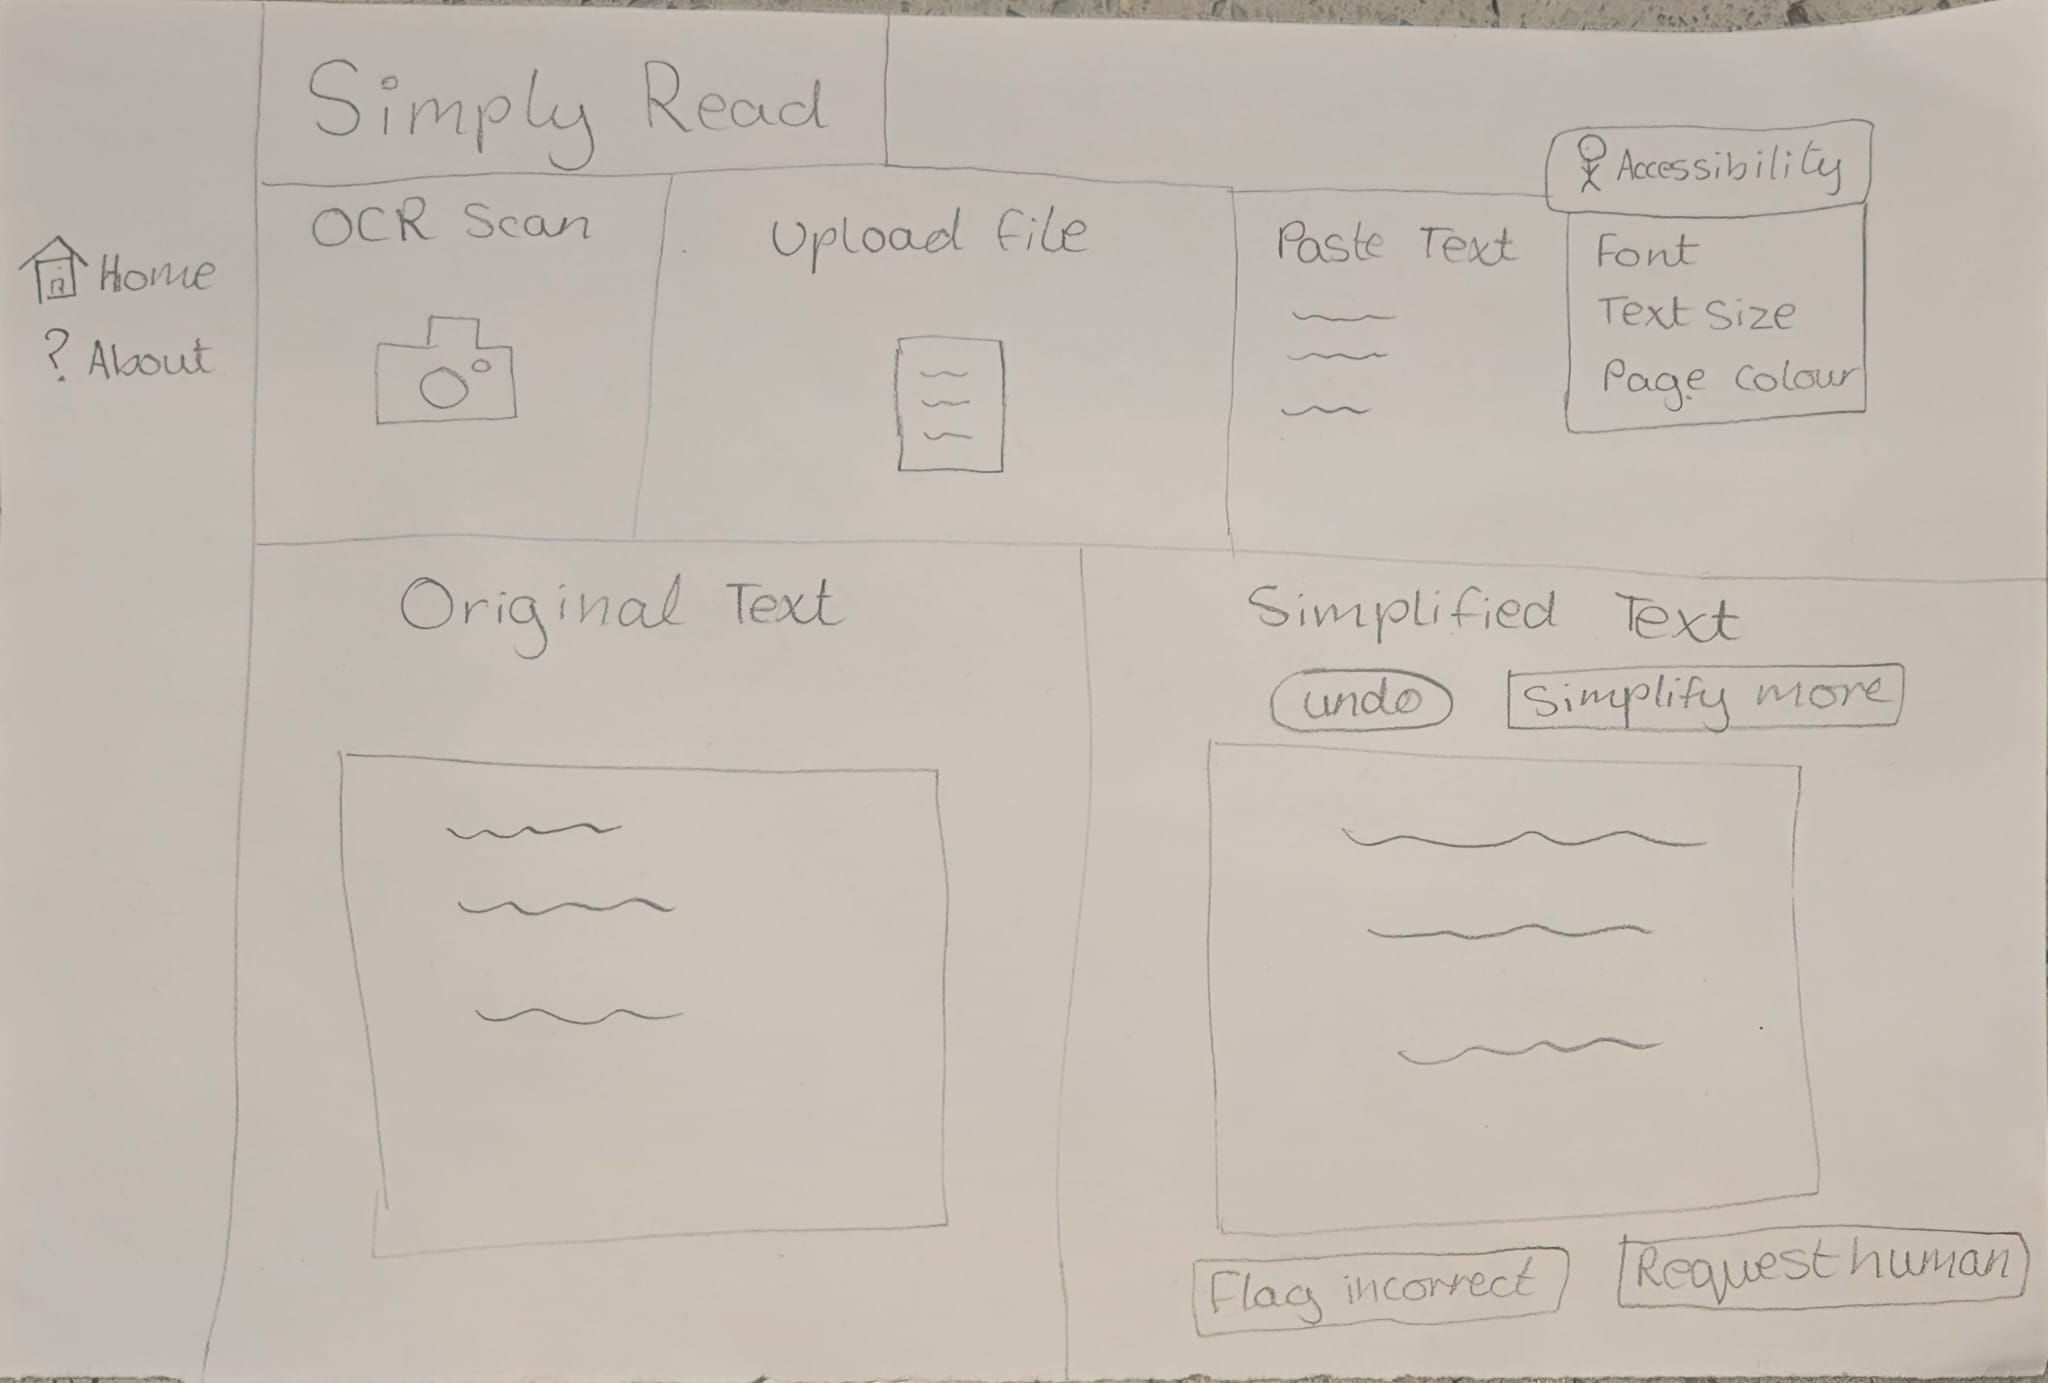 Simply Read
Accessibility
Font
Text Size
Page Colour
Home
? About
OCR Scan
Upload file
Paste Text
Original Text
Simplified Text
undo
Simplify more
Flag incorrect
Request human